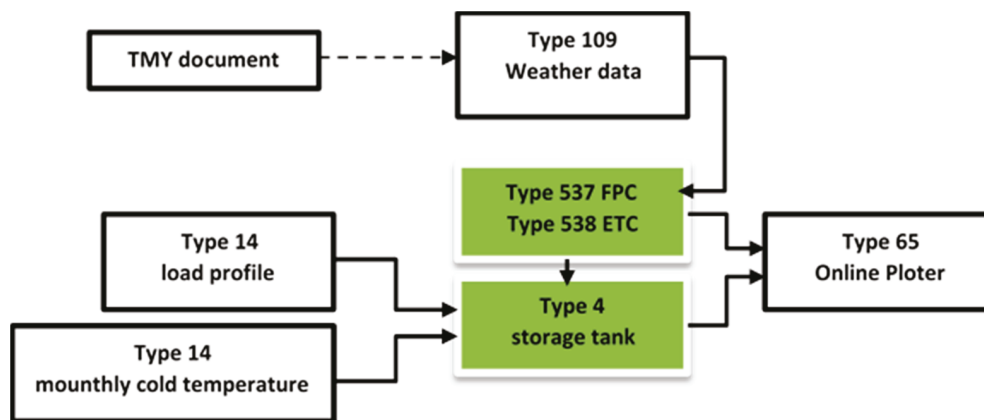 TMY document
Type 109
Weather data
Type 537 FPC
Type 538 ETC
Type 14
load profile
Type 65
Online Ploter
Type 4
storage tank
Type 14
mounthly cold temperature